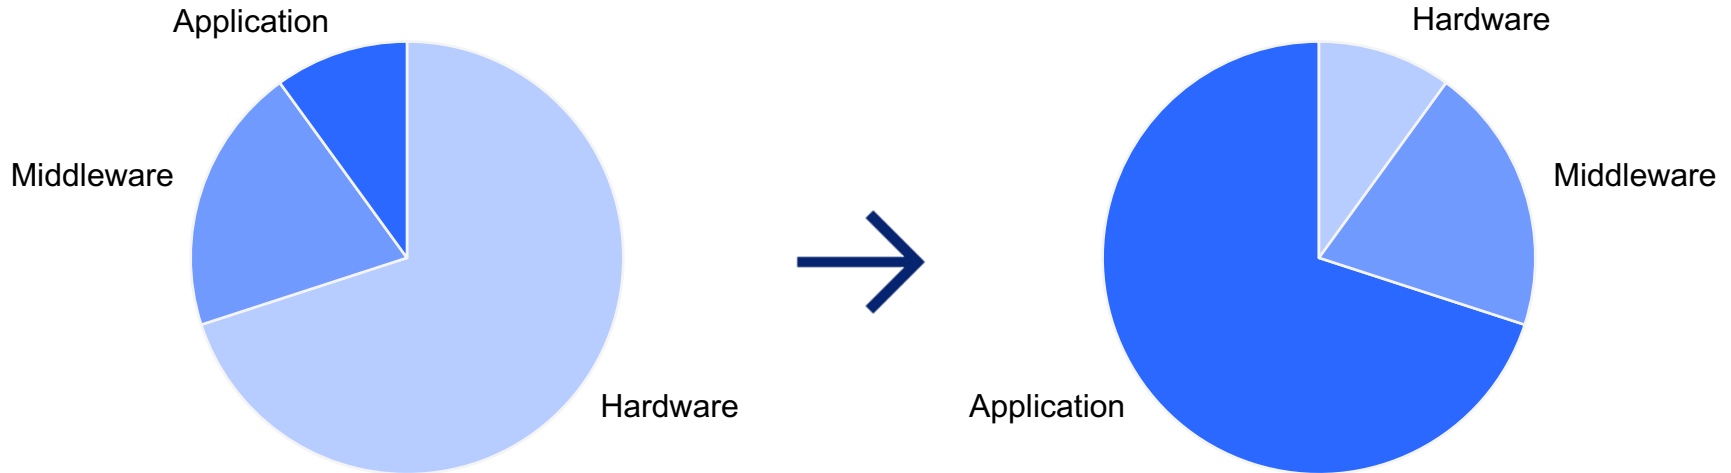 Application
Middleware
Hardware
Hardware
Middleware
Application